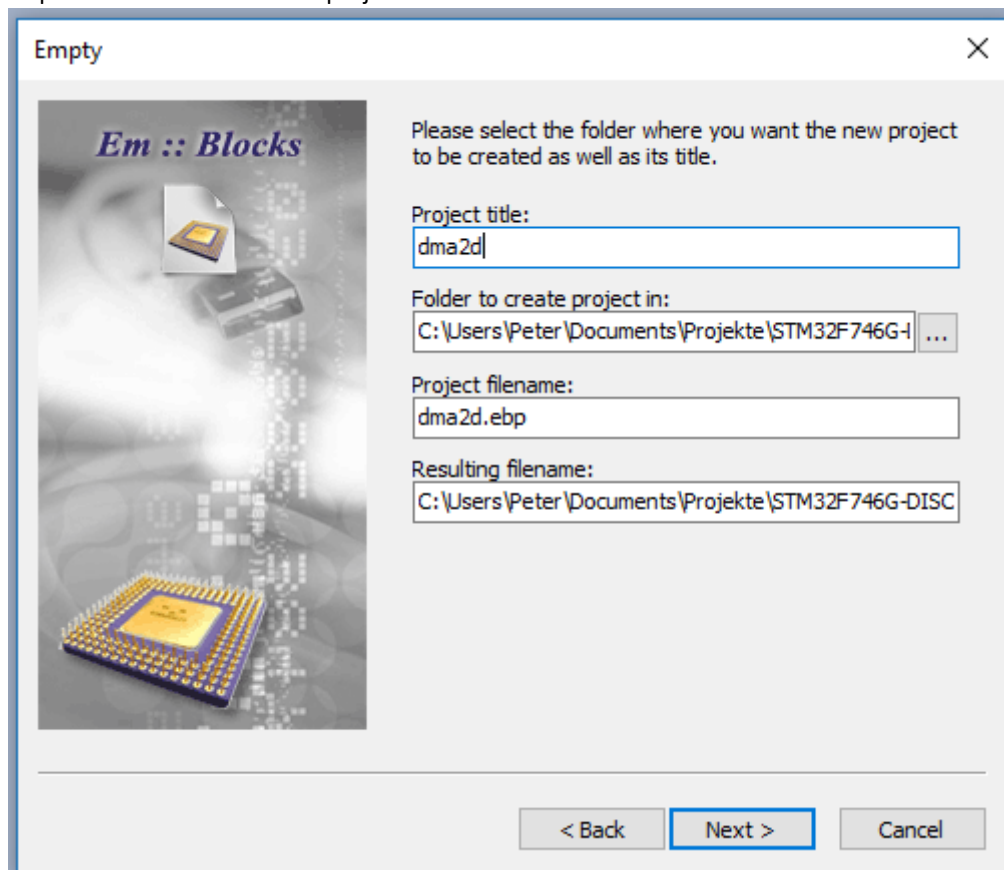 Empty
Em :: Blocks
Please select the folder where you want the new project
to be created as well as its title.
Project title:
dma2d
Folder to create project in:
C:\Users\Peter\Documents\Projekte\STM32F746G-
...
Project filename:
dma2d.ebp
Resulting filename:
C:\Users\Peter\Documents\Projekte\STM32F746G-DISC
< Back
Next >
Cancel